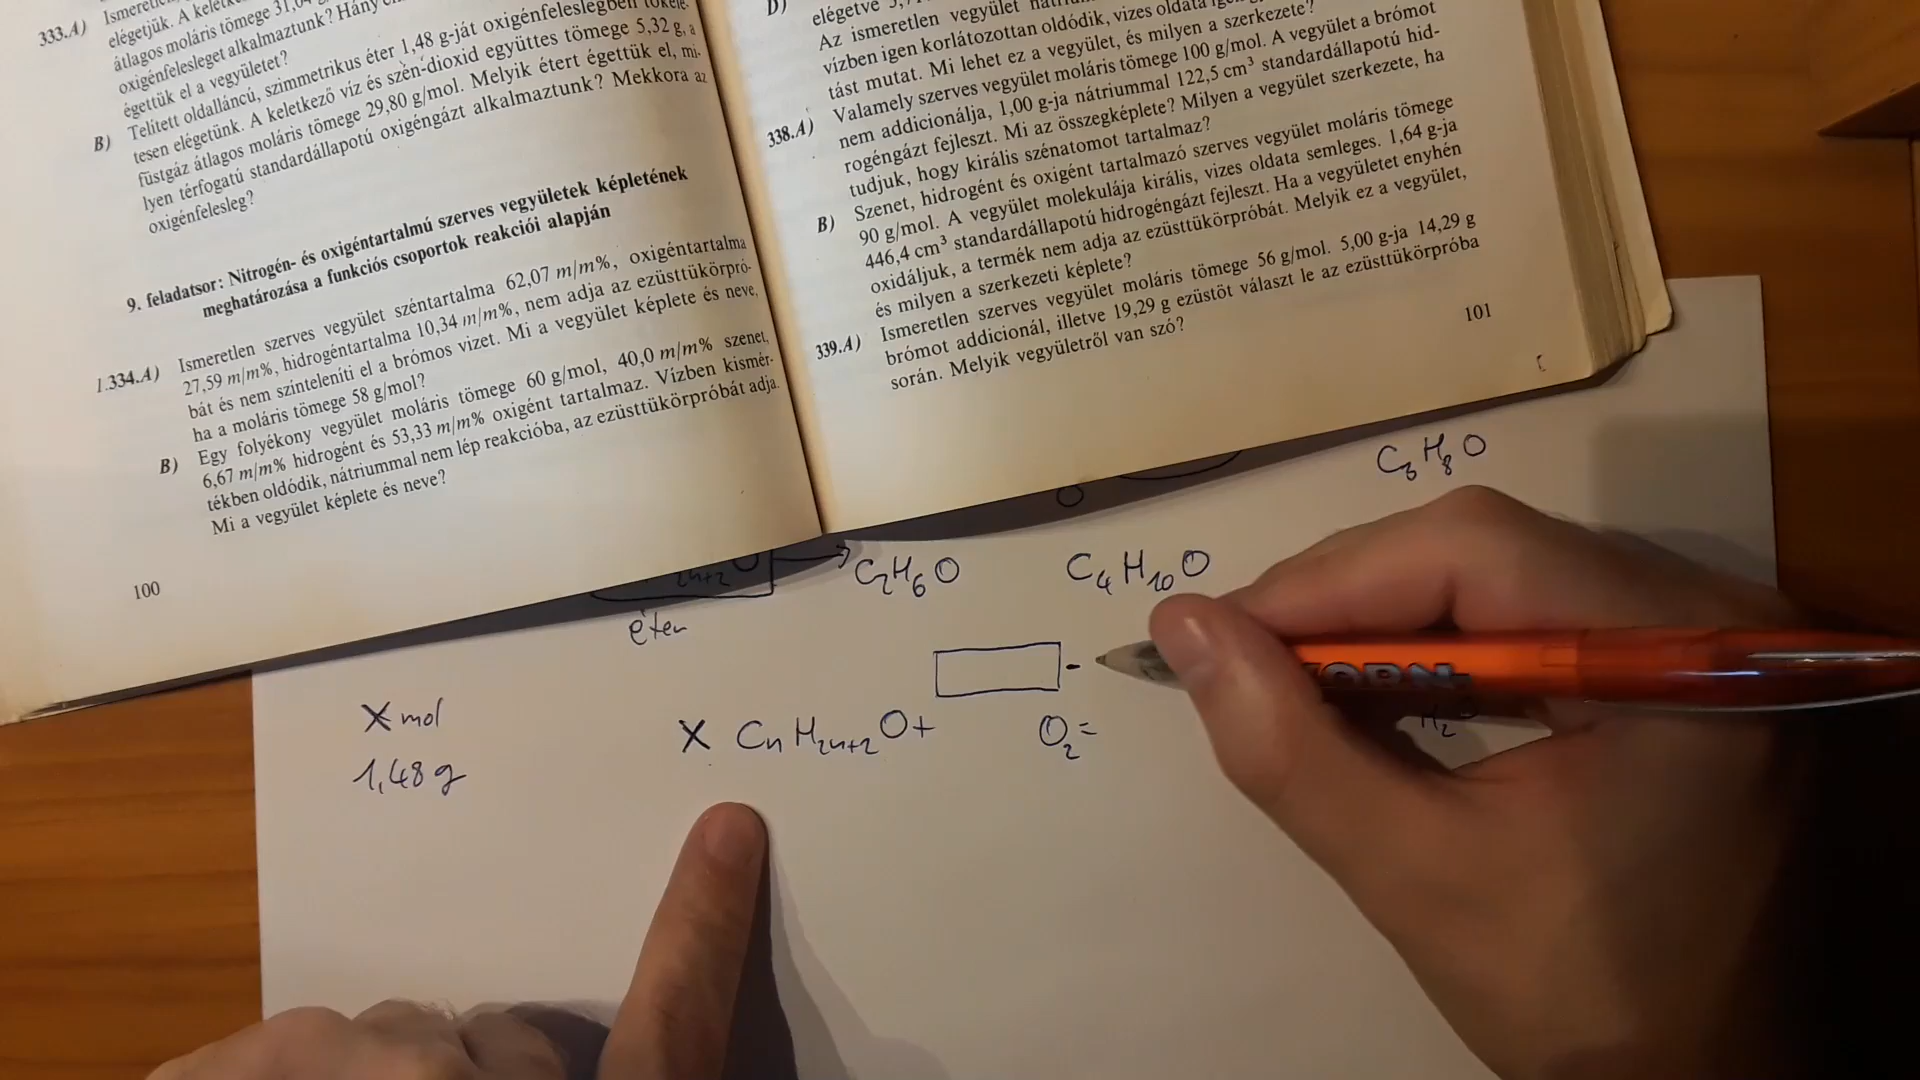 333.A) Ismeretlen
elégetjük. A
átlagos moláris tömege 31,04
oxigénfelesleget alkalmaztunk? Hány
égettük el a vegyületet?
B) Telített oldalláncú, szimmetrikus éter 1,48 g-ját oxigénfeleslegben tökéle-
tesen elégetünk. A keletkező víz és szén-dioxid együttes tömege 5,32 g, a
füstgáz átlagos moláris tömege 29,80 g/mol. Melyik étert égettük el, mi-
lyen térfogatú standardállapotú oxigéngázt alkalmaztunk? Mekkora az
oxigénfelesleg?
9. feladatsor: Nitrogén- és oxigéntartalmú szerves vegyületek képletének
meghatározása a funkciós csoportok reakciói alapján
1.334.A) Ismeretlen szerves vegyület széntartalma 62,07 m/m%, oxigéntartalma
27,59 m/m%, hidrogéntartalma 10,34 m/m%, nem adja az ezüsttükörpró-
bát és nem színteleníti el a brómos vizet. Mi a vegyület képlete és neve,
ha a moláris tömege 58 g/mol?
B) Egy folyékony vegyület moláris tömege 60 g/mol, 40,0 m/m% szenet,
6,67 m/m% hidrogént és 53,33 m/m% oxigént tartalmaz. Vízben kismér-
tékben oldódik, nátriummal nem lép reakcióba, az ezüsttükörpróbát adja.
Mi a vegyület képlete és neve?
100
D)
elégetve
Az ismeretlen vegyület
vízben igen korlátozottan oldódik, vizes oldata
tást mutat. Mi lehet ez a vegyület, és milyen a szerkezete?
338.A) Valamely szerves vegyület moláris tömege 100 g/mol. A vegyület a brómot
nem addicionálja, 1,00 g-ja nátriummal 122,5 cm³ standardállapotú hid-
rogéngázt fejleszt. Mi az összegképlete? Milyen a vegyület szerkezete, ha
tudjuk, hogy királis szénatomot tartalmaz?
B) Szenet, hidrogént és oxigént tartalmazó szerves vegyület moláris tömege
90 g/mol. A vegyület molekulája királis, vizes oldata semleges. 1,64 g-ja
446,4 cm³ standardállapotú hidrogéngázt fejleszt. Ha a vegyületet enyhén
oxidáljuk, a termék nem adja az ezüsttükörpróbát. Melyik ez a vegyület,
és milyen a szerkezeti képlete?
339.A) Ismeretlen szerves vegyület moláris tömege 56 g/mol. 5,00 g-ja 14,29 g
brómot addicionál, illetve 19,29 g ezüstöt választ le az ezüsttükörpróba
során. Melyik vegyületről van szó?
101
C₃H₈O
2n+2 O → C₂H₆O C₄H₁₀O
éter
X mol
1,48 g
X CnH2n+2O + O₂ =
H₂